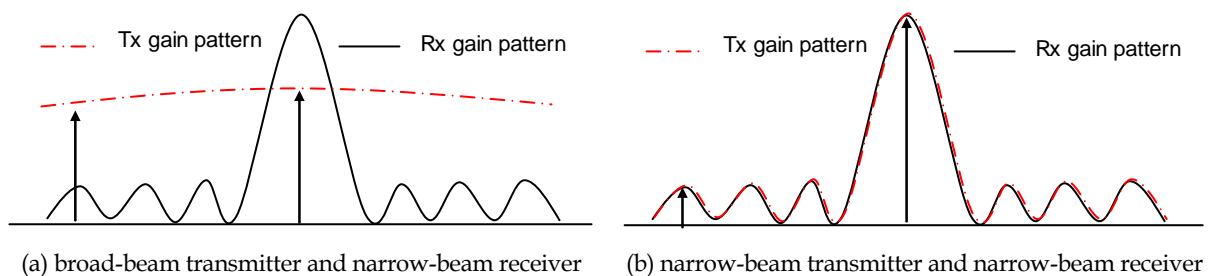 Tx gain pattern
Rx gain pattern
(a) broad-beam transmitter and narrow-beam receiver
Tx gain pattern
Rx gain pattern
(b) narrow-beam transmitter and narrow-beam receiver